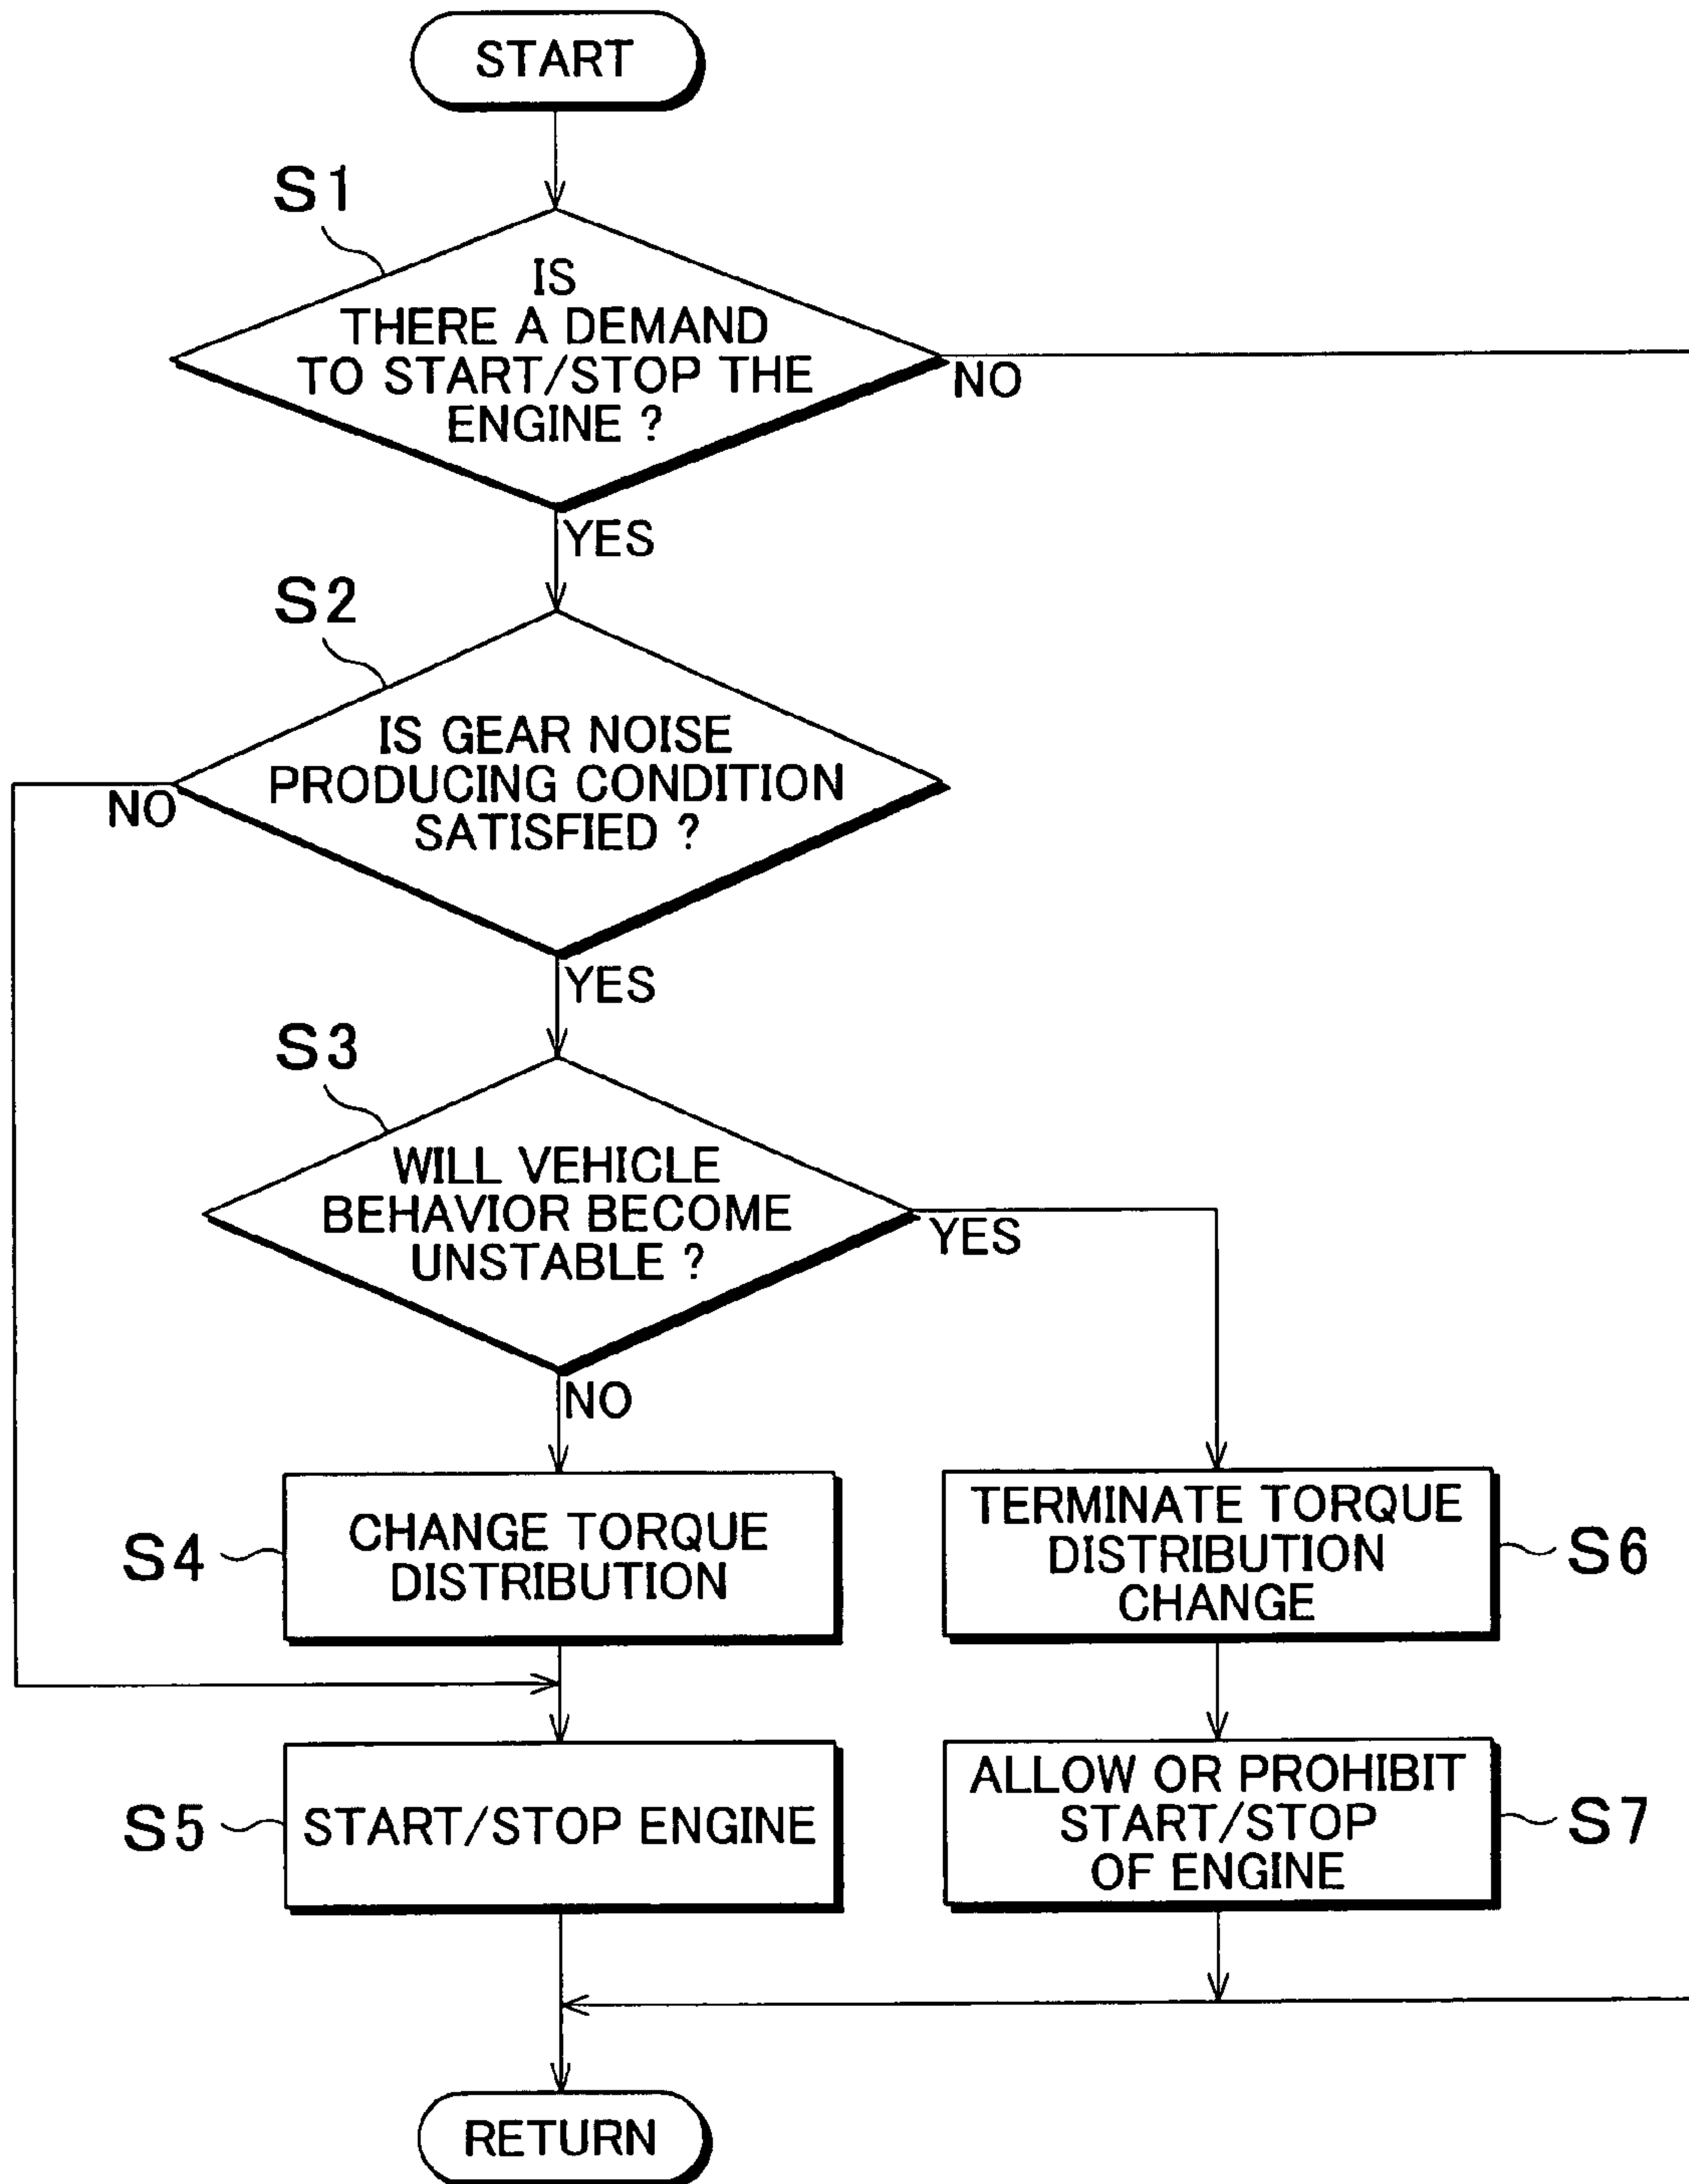 START
S1
IS
THERE A DEMAND
TO START/STOP THE
ENGINE ?
NO
YES
S2
IS GEAR NOISE
PRODUCING CONDITION
SATISFIED ?
NO
YES
S3
WILL VEHICLE
BEHAVIOR BECOME
UNSTABLE ?
YES
NO
S4
CHANGE TORQUE
DISTRIBUTION
TERMINATE TORQUE
DISTRIBUTION
CHANGE
S6
S5
START/STOP ENGINE
ALLOW OR PROHIBIT
START/STOP
OF ENGINE
S7
RETURN